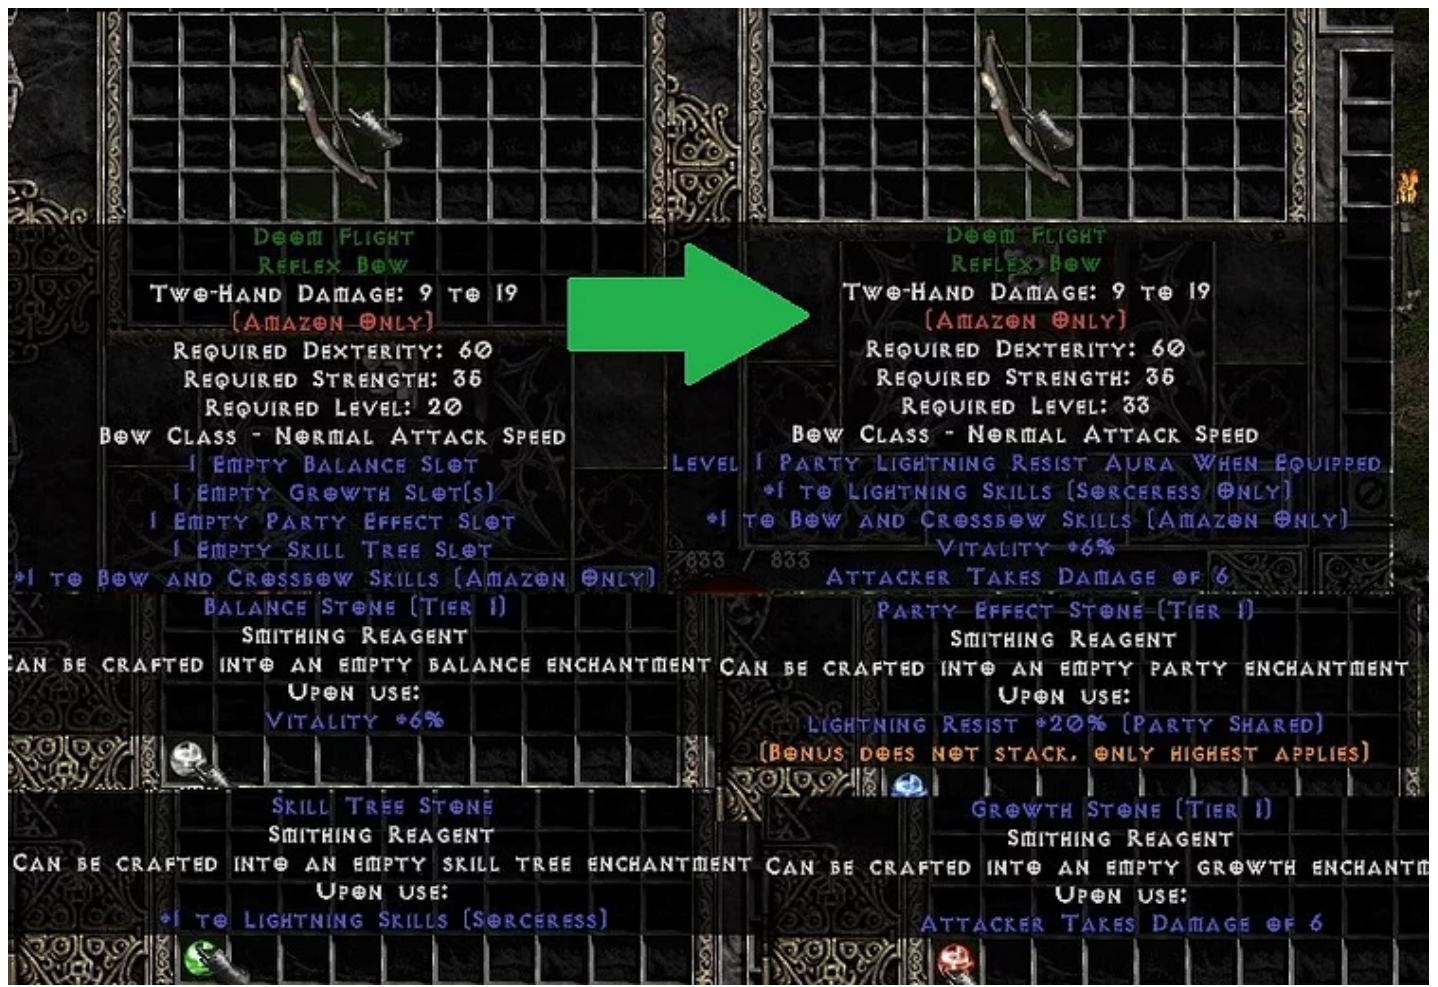 Doom Flight
Reflex Bow
Two-Hand Damage: 9 to 19
(Amazon Only)
Required Dexterity: 60
Required Strength: 35
Required Level: 20
Bow Class - Normal Attack Speed
1 Empty Balance Slot
1 Empty Growth Slot(s)
1 Empty Party Effect Slot
1 Empty Skill Tree Slot
+1 to Bow and Crossbow Skills (Amazon Only)
Doom Flight
Reflex Bow
Two-Hand Damage: 9 to 19
(Amazon Only)
Required Dexterity: 60
Required Strength: 35
Required Level: 33
Bow Class - Normal Attack Speed
Level 1 Party Lightning Resist Aura When Equipped
+1 to Lightning Skills (Sorceress Only)
+1 to Bow and Crossbow Skills (Amazon Only)
Vitality +6%
833 / 833
Attacker Takes Damage of 6
Balance Stone (Tier 1)
Smithing Reagent
Can be crafted into an empty balance enchantment
Upon use:
Vitality +6%
Party Effect Stone (Tier 1)
Smithing Reagent
Can be crafted into an empty party enchantment
Upon use:
Lightning Resist +20% (Party Shared)
(Bonus does not stack, only highest applies)
Skill Tree Stone
Smithing Reagent
Can be crafted into an empty skill tree enchantment
Upon use:
+1 to Lightning Skills (Sorceress)
Growth Stone (Tier 1)
Smithing Reagent
Can be crafted into an empty growth enchantm
Upon use:
Attacker Takes Damage of 6